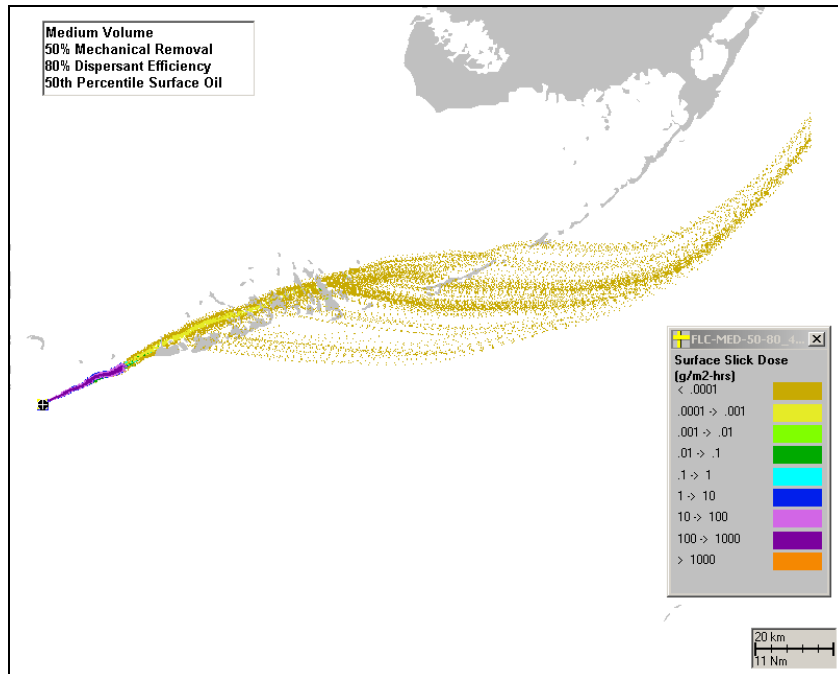 Medium Volume
50% Mechanical Removal
80% Dispersant Efficiency
50th Percentile Surface Oil
FLC-MED-50-80_4...
Surface Slick Dose
(g/m2-hrs)
< .0001
.0001 -> .001
.001 -> .01
.01 -> .1
.1 -> 1
1 -> 10
10 -> 100
100 -> 1000
> 1000
20 km
11 Nm